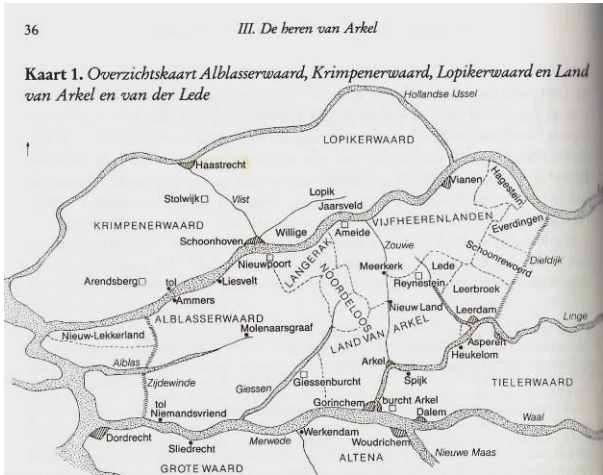 36
III. De heren van Arkel
Kaart 1. Overzichtskaart Alblasserwaard, Krimpenerwaard, Lopikerwaard en Land
van Arkel en van der Lede
Hollandse IJssel
LOPIKERWAARD
Haastrecht
Vianen
Hagestein
Stolwijk
Vlist
Lopik
Jaarsveld
VIJFHEERENLANDEN
Everdingen
KRIMPENERWAARD
Willige
Ameide
Schoonhoven
Zouwe
Schoonrewoerd
Diefdijk
Nieuwpoort
LANGERAK
Meerkerk
Lede
Arendsberg
tol
Liesvelt
Reynestein
Leerbroek
Ammers
NOORDELOOS
Nieuw Land
Leerdam
ALBLASSERWAARD
Linge
Nieuw-Lekkerland
Molenaarsgraaf
LAND VAN ARKEL
Asperen
Heukelom
Alblas
Arkel
Zijdewinde
Giessen
Giessenburcht
Spijk
TIELERWAARD
tol
Gorinchem
burcht Arkel
Niemandsvriend
Dalem
Waal
Dordrecht
Merwede
Werkendam
Woudrichem
Sliedrecht
Nieuwe Maas
GROTE WAARD
ALTENA